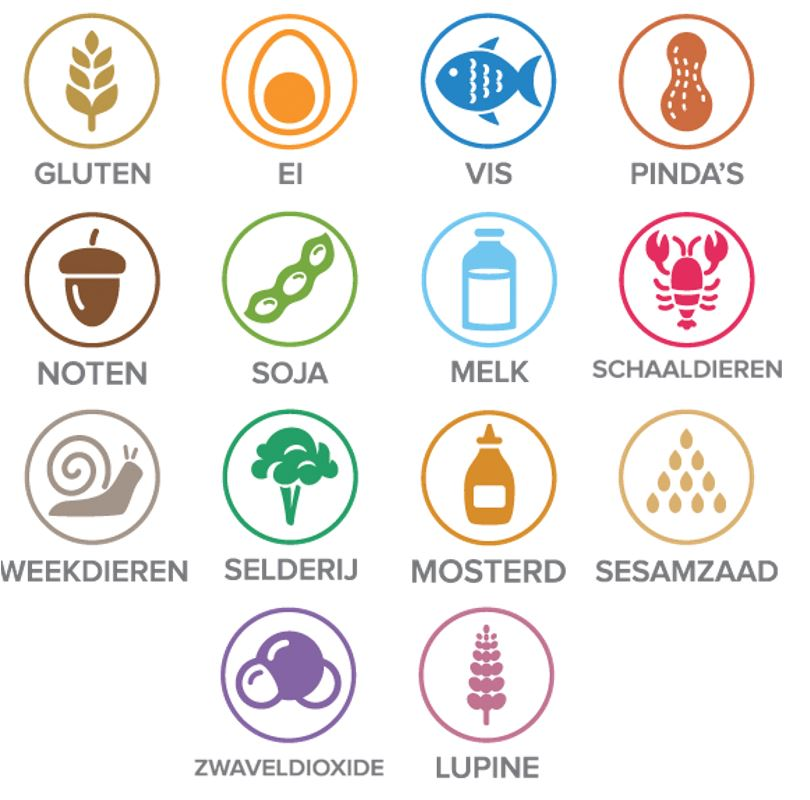 GLUTEN
EI
VIS
PINDA'S
NOTEN
SOJA
MELK
SCHAALDIEREN
WEEKDIEREN
SELDERIJ
MOSTERD
SESAMZAAD
ZWAVELDIOXIDE
LUPINE